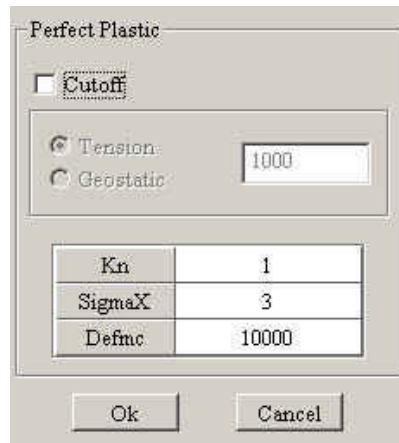 Perfect Plastic
Cutoff
Tension
1000
Geostatic
Kn 1
SigmaX 3
Defmc 10000
Ok Cancel